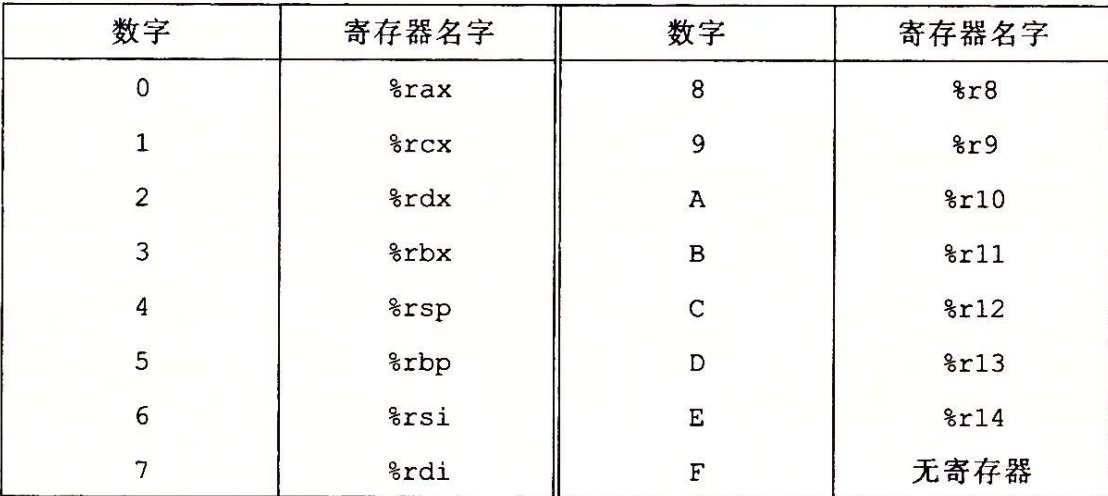 数字 寄存器名字 数字 寄存器名字
0 %rax 8 %r8
1 %rcx 9 %r9
2 %rdx A %r10
3 %rbx B %r11
4 %rsp C %r12
5 %rbp D %r13
6 %rsi E %r14
7 %rdi F 无寄存器